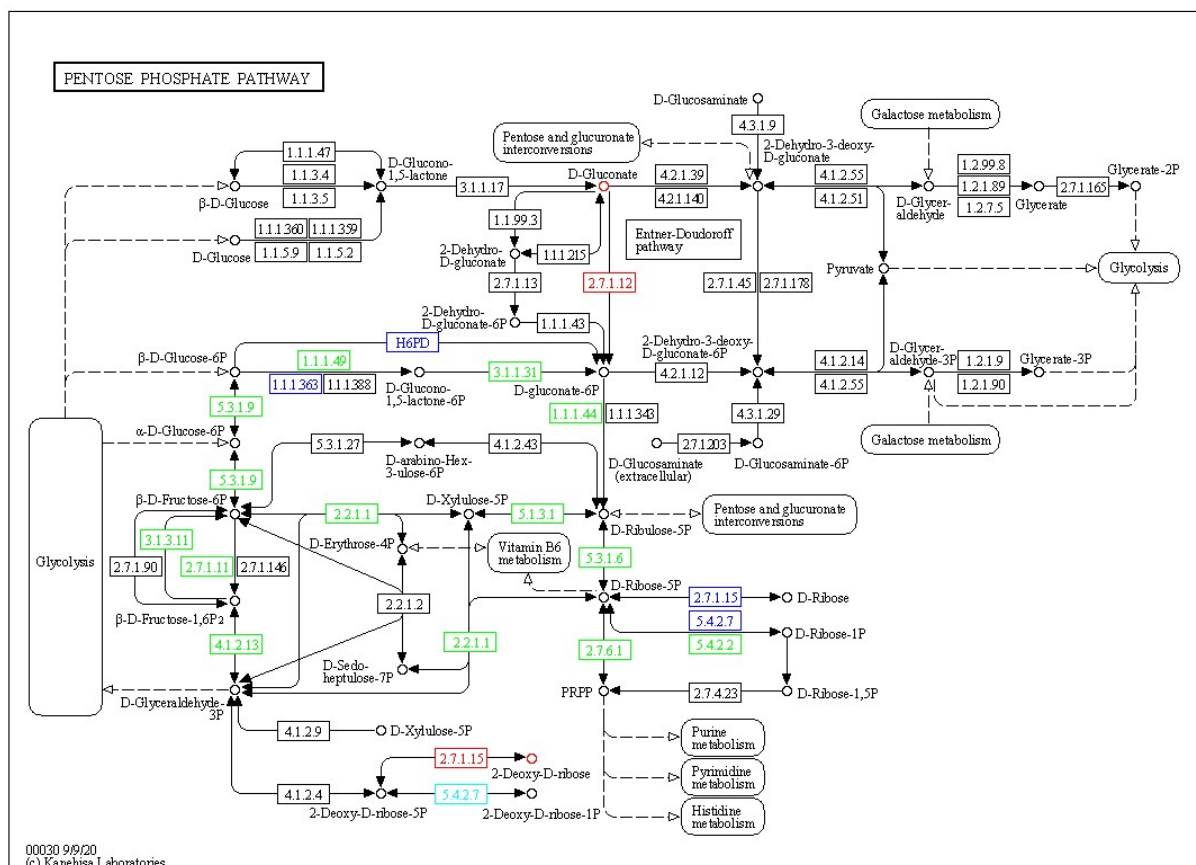 PENTOSE PHOSPHATE PATHWAY
D-Glucosaminate
4.3.1.9
Galactose metabolism
Pentose and glucuronate
interconversions
2-Dehydro-3-deoxy-
D-gluconate
1.1.1.47
1.1.3.4
1.1.3.5
D-Glucono-
1,5-lactone
β-D-Glucose
3.1.1.17
D-Gluconate
4.2.1.39
4.2.1.140
4.1.2.55
4.1.2.51
D-Glycer-
aldehyde
1.2.99.8
1.2.1.89
1.2.7.5
Glycerate
2.7.1.165
Glycerate-2P
1.1.99.3
1.1.1.360
1.1.1.359
1.1.5.9
1.1.5.2
D-Glucose
2-Dehydro-
D-gluconate
1.1.1.215
Entner-Doudoroff
pathway
Pyruvate
Glycolysis
2.7.1.13
2.7.1.12
2.7.1.45
2.7.1.178
2-Dehydro-
D-gluconate-6P
1.1.1.43
H6PD
β-D-Glucose-6P
1.1.1.49
1.1.1.363
1.1.1.388
D-Glucono-
1,5-lactone-6P
3.1.1.31
D-gluconate-6P
2-Dehydro-3-deoxy-
D-gluconate-6P
4.2.1.12
4.1.2.14
4.1.2.55
D-Glycer-
aldehyde-3P
1.2.1.9
1.2.1.90
Glycerate-3P
5.3.1.9
1.1.1.44
1.1.1.343
4.3.1.29
α-D-Glucose-6P
5.3.1.27
D-arabino-Hex-
3-ulose-6P
4.1.2.43
2.7.1.203
D-Glucosaminate
(extracellular)
D-Glucosaminate-6P
Galactose metabolism
5.3.1.9
β-D-Fructose-6P
2.2.1.1
D-Xylulose-5P
5.1.3.1
D-Ribulose-5P
Pentose and glucuronate
interconversions
Glycolysis
3.1.3.11
2.7.1.90
2.7.1.11
2.7.1.146
D-Erythrose-4P
Vitamin B6
metabolism
5.3.1.6
D-Ribose-5P
β-D-Fructose-1,6P2
2.2.1.2
2.7.1.15
D-Ribose
5.4.2.7
5.4.2.2
D-Ribose-1P
4.1.2.13
2.2.1.1
2.7.6.1
D-Sedo-
heptulose-7P
D-Glyceraldehyde-
3P
PRPP
2.7.4.23
D-Ribose-1,5P
4.1.2.9
D-Xylulose-5P
Purine
metabolism
2.7.1.15
2-Deoxy-D-ribose
Pyrimidine
metabolism
4.1.2.4
2-Deoxy-D-ribose-5P
5.4.2.7
2-Deoxy-D-ribose-1P
Histidine
metabolism
00030 9/9/20
(c) Kanehisa Laboratories